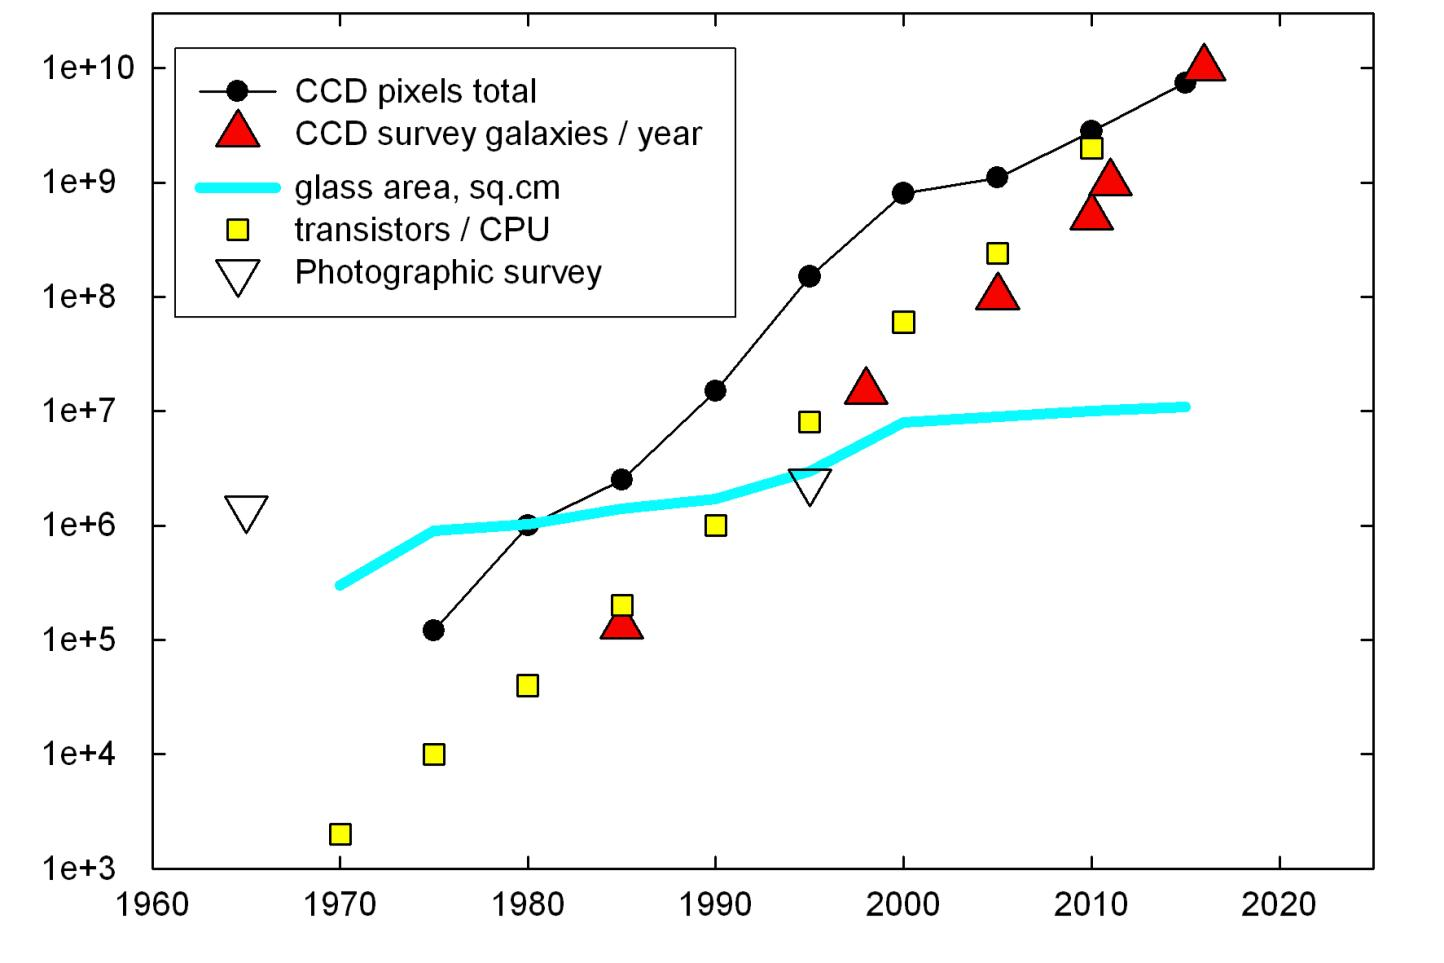 1e+10
1e+9
1e+8
1e+7
1e+6
1e+5
1e+4
1e+3
CCD pixels total
CCD survey galaxies / year
glass area, sq.cm
transistors / CPU
Photographic survey
1960 1970 1980 1990 2000 2010 2020